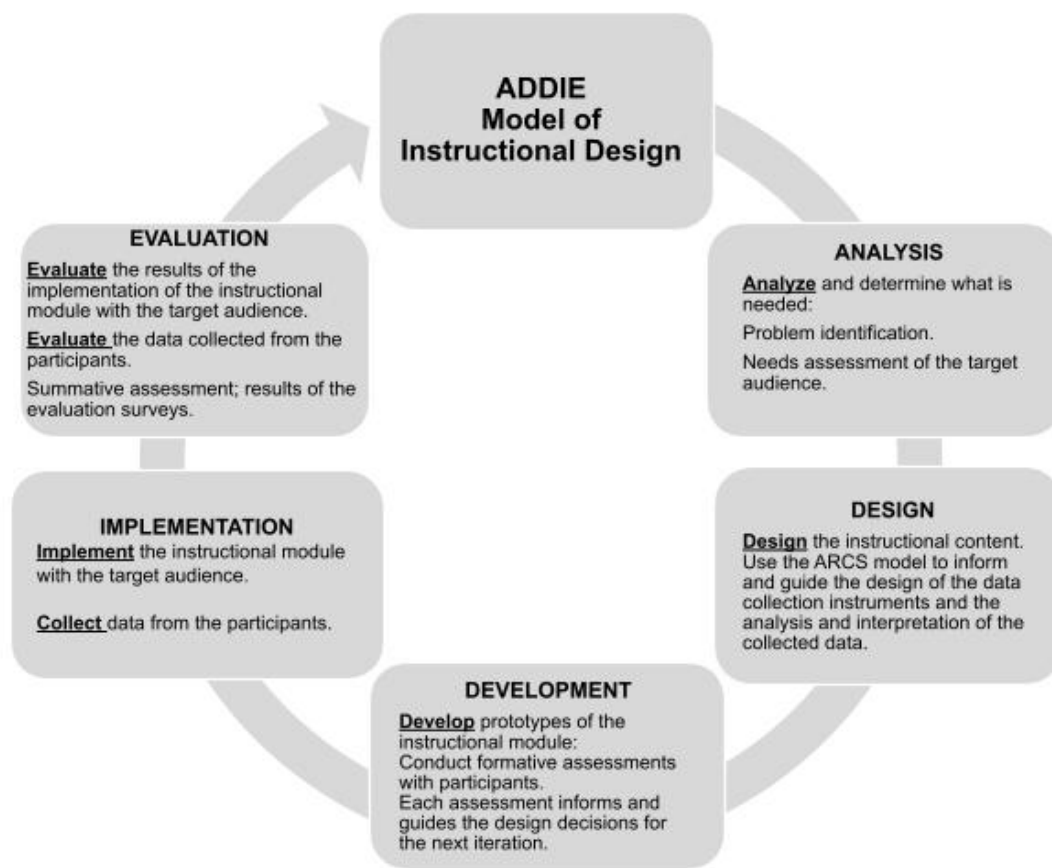 ADDIE
Model of
Instructional Design
ANALYSIS
Analyze and determine what is
needed:
Problem identification.
Needs assessment of the target
audience.
DESIGN
Design the instructional content.
Use the ARCS model to inform
and guide the design of the data
collection instruments and the
analysis and interpretation of the
collected data.
DEVELOPMENT
Develop prototypes of the
instructional module:
Conduct formative assessments
with participants.
Each assessment informs and
guides the design decisions for
the next iteration.
IMPLEMENTATION
Implement the instructional module
with the target audience.
Collect data from the participants.
EVALUATION
Evaluate the results of the
implementation of the instructional
module with the target audience.
Evaluate the data collected from the
participants.
Summative assessment; results of the
evaluation surveys.